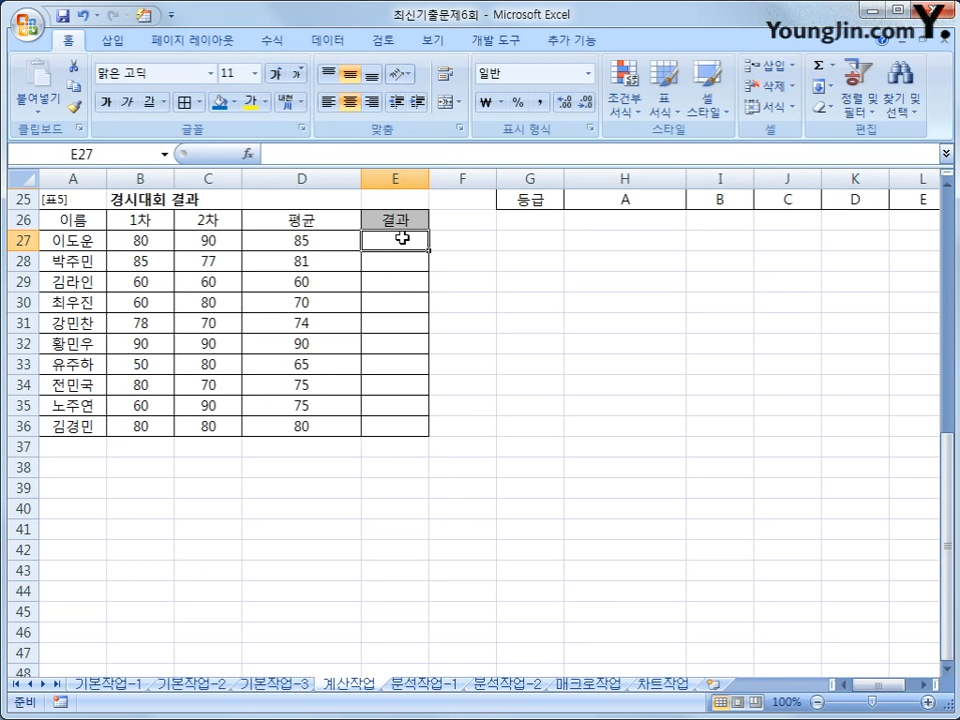 최신기출문제6회 - Microsoft Excel
YoungJin.com Y.
홈 삽입 페이지 레이아웃 수식 데이터 검토 보기 개발 도구 추가 기능
맑은 고딕 11 가 가 일반 삽입 Σ
붙여넣기 조건부 서식 표 서식 셀 스타일 삭제 정렬 및 필터 찾기 및 선택
가 가 가 가 % , 서식
클립보드 글꼴 맞춤 표시 형식 스타일 셀 편집
E27 fx
A B C D E F G H I J K L
25 [표5] 경시대회 결과 등급 A B C D E
26 이름 1차 2차 평균 결과
27 이도운 80 90 85
28 박주민 85 77 81
29 김라인 60 60 60
30 최우진 60 80 70
31 강민찬 78 70 74
32 황민우 90 90 90
33 유주하 50 80 65
34 전민국 80 70 75
35 노주연 60 90 75
36 김경민 80 80 80
37
38
39
40
41
42
43
44
45
46
47
48
기본작업-1 기본작업-2 기본작업-3 계산작업 분석작업-1 분석작업-2 매크로작업 차트작업
준비 100%